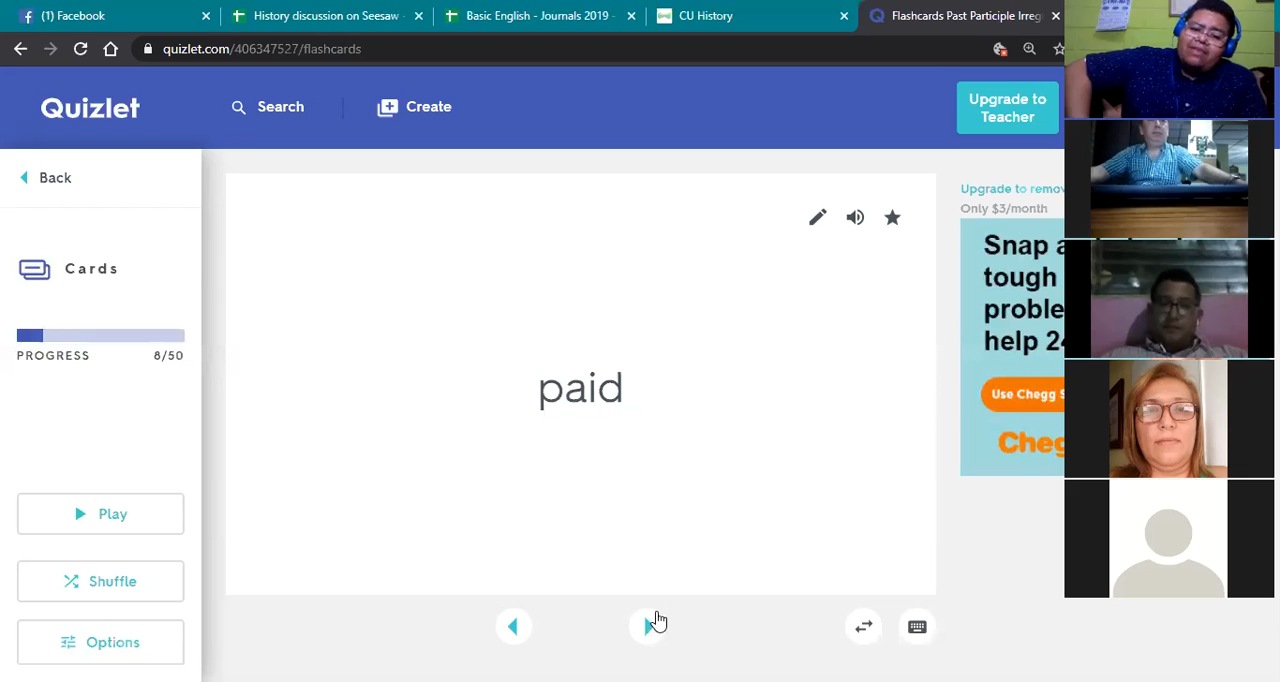 (1) Facebook
History discussion on Seesaw
Basic English - Journals 2019 -
CU History
Flashcards Past Participle Irreg
quizlet.com/406347527/flashcards
Quizlet
Search
Create
Upgrade to
Teacher
Back
Cards
PROGRESS
8/50
Play
Shuffle
Options
paid
Upgrade to remov
Only $3/month
Snap a
tough
proble
help 24
Use Chegg S
Cheg